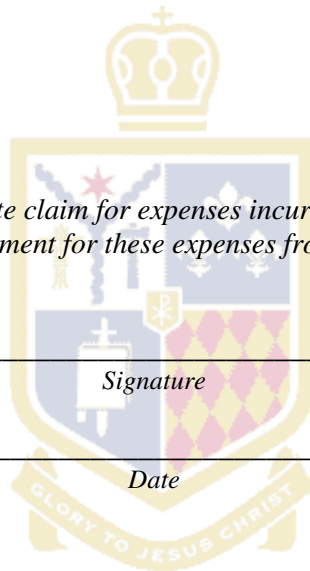 te claim for expenses incur
ment for these expenses fro
Signature
Date
GLORY TO JESUS CHRIST